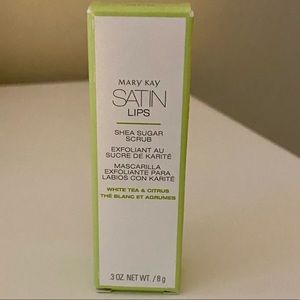 MARY KAY
SATIN
LIPS
SHEA SUGAR
SCRUB
EXFOLIANT AU
SUCRE DE KARITÉ
MASCARILLA
EXFOLIANTE PARA
LABIOS CON KARITÉ
WHITE TEA & CITRUS
THÉ BLANC ET AGRUMES
.3 OZ. NET WT. / 8 g